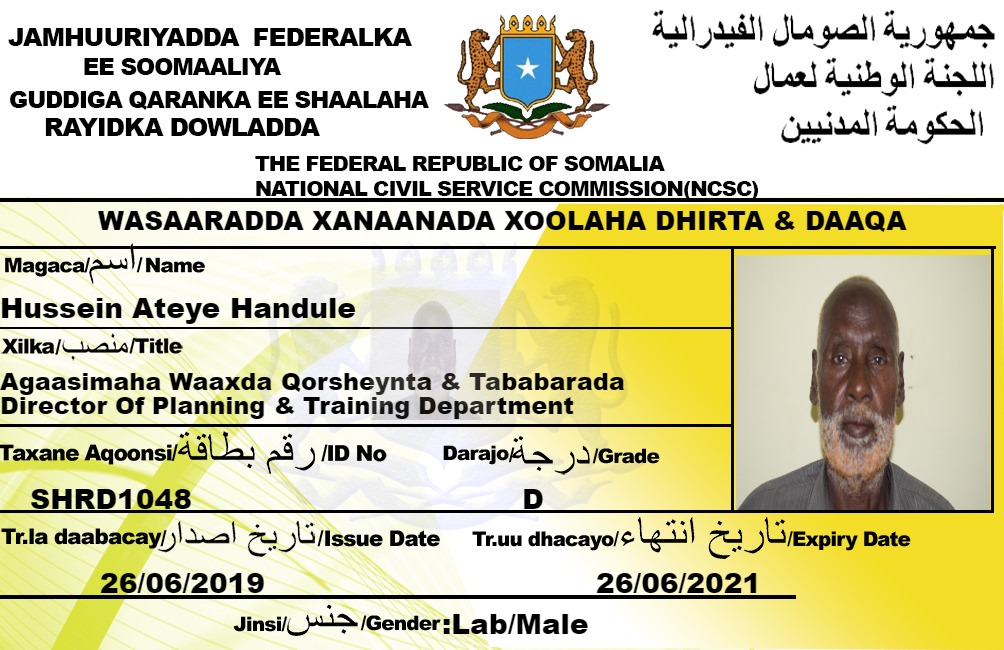 JAMHUURIYADDA FEDERALKA
EE SOOMAALIYA
GUDDIGA QARANKA EE SHAALAHA
RAYIDKA DOWLADDA
جمهورية الصومال الفيدرالية
اللجنة الوطنية لعمال
الحكومة المدنيين
THE FEDERAL REPUBLIC OF SOMALIA
NATIONAL CIVIL SERVICE COMMISSION(NCSC)
WASAARADDA XANAANADA XOOLAHA DHIRTA & DAAQA
Magaca/اسم/Name
Hussein Ateye Handule
Xilka/منصب/Title
Agaasimaha Waaxda Qorsheynta & Tababarada
Director Of Planning & Training Department
Taxane Aqoonsi/رقم بطاقة/ID No
Darajo/درجة/Grade
SHRD1048
D
Tr.la daabacay/تاريخ اصدار/Issue Date
Tr.uu dhacayo/تاريخ انتهاء/Expiry Date
26/06/2019
26/06/2021
Jinsi/جنس/Gender:Lab/Male